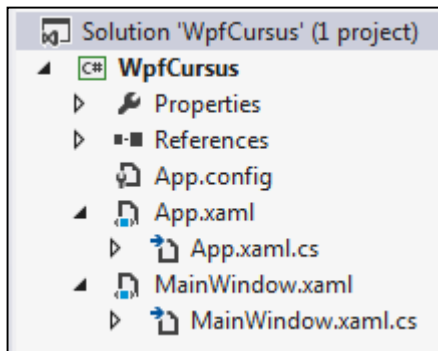 Solution 'WpfCursus' (1 project)
C# WpfCursus
Properties
References
App.config
App.xaml
App.xaml.cs
MainWindow.xaml
MainWindow.xaml.cs